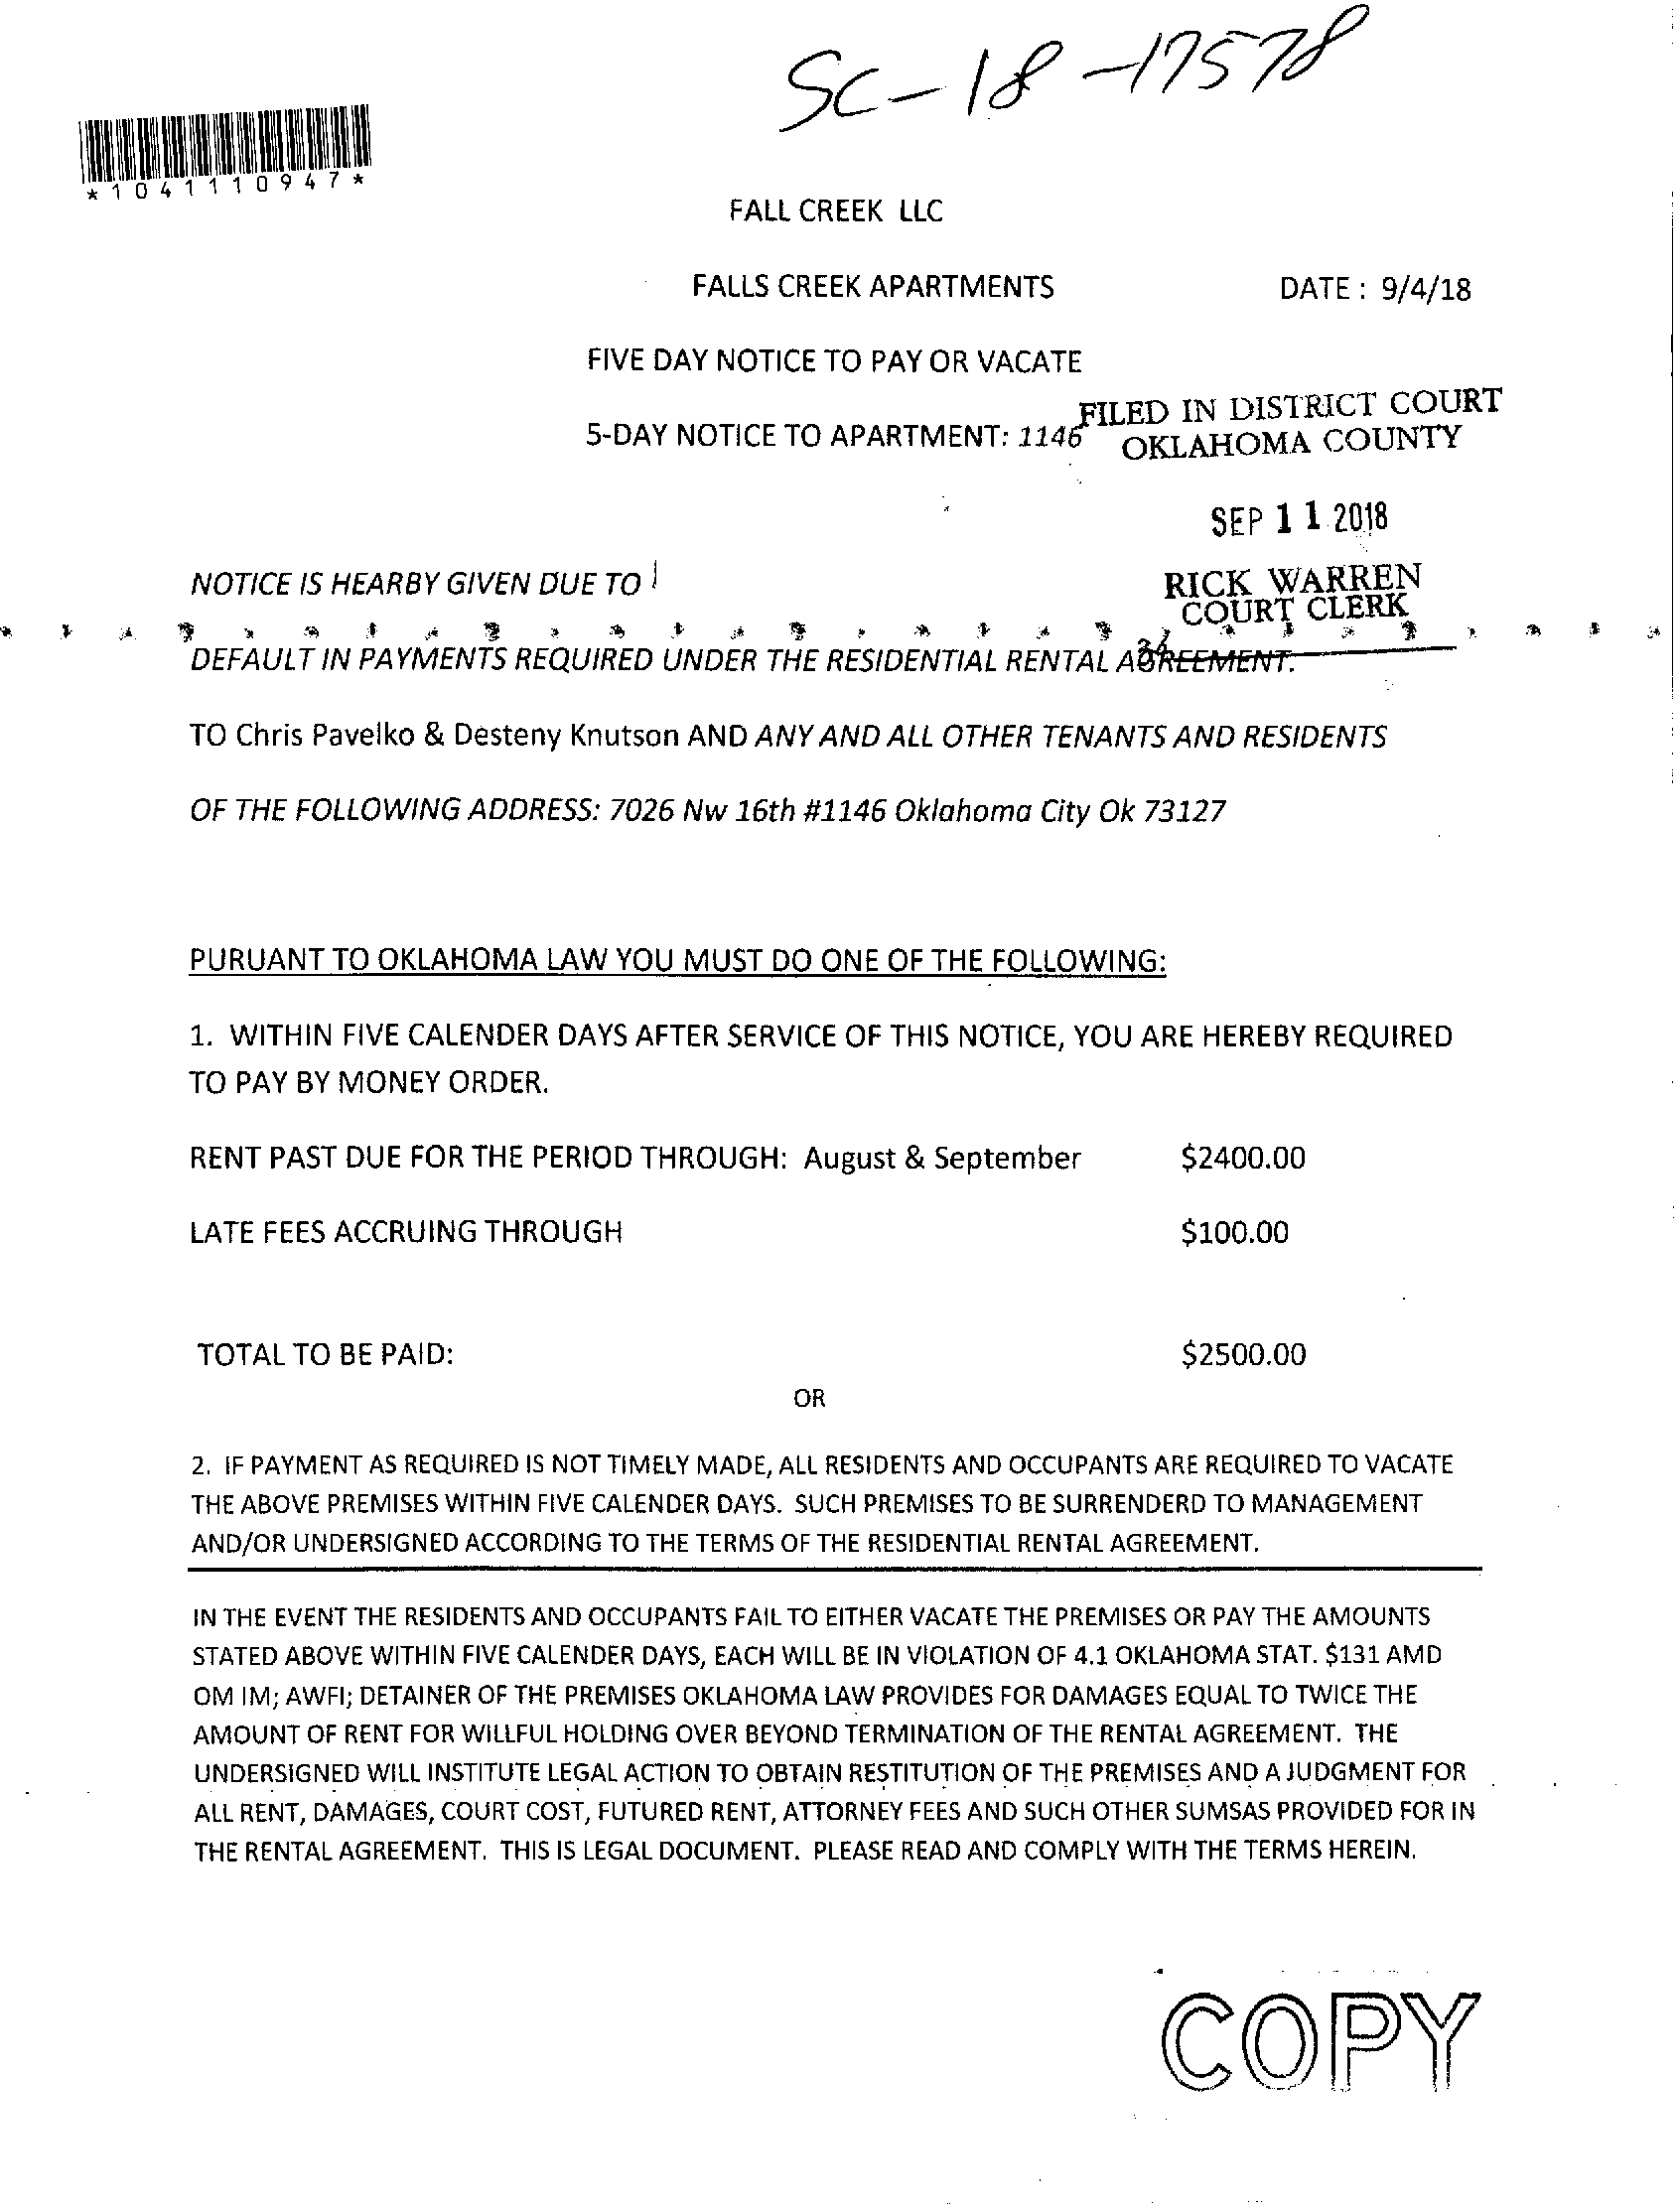 SC-18-17578
*1041110947*
FALL CREEK LLC
FALLS CREEK APARTMENTS DATE : 9/4/18
FIVE DAY NOTICE TO PAY OR VACATE
5-DAY NOTICE TO APARTMENT: 1146
FILED IN DISTRICT COURT
OKLAHOMA COUNTY
SEP 11 2018
RICK WARREN
COURT CLERK
NOTICE IS HEARBY GIVEN DUE TO
DEFAULT IN PAYMENTS REQUIRED UNDER THE RESIDENTIAL RENTAL AGREEMENT.
TO Chris Pavelko & Desteny Knutson AND ANY AND ALL OTHER TENANTS AND RESIDENTS
OF THE FOLLOWING ADDRESS: 7026 Nw 16th #1146 Oklahoma City Ok 73127
PURUANT TO OKLAHOMA LAW YOU MUST DO ONE OF THE FOLLOWING:
1. WITHIN FIVE CALENDER DAYS AFTER SERVICE OF THIS NOTICE, YOU ARE HEREBY REQUIRED
TO PAY BY MONEY ORDER.
RENT PAST DUE FOR THE PERIOD THROUGH: August & September $2400.00
LATE FEES ACCRUING THROUGH $100.00
TOTAL TO BE PAID: $2500.00
OR
2. IF PAYMENT AS REQUIRED IS NOT TIMELY MADE, ALL RESIDENTS AND OCCUPANTS ARE REQUIRED TO VACATE
THE ABOVE PREMISES WITHIN FIVE CALENDER DAYS. SUCH PREMISES TO BE SURRENDERD TO MANAGEMENT
AND/OR UNDERSIGNED ACCORDING TO THE TERMS OF THE RESIDENTIAL RENTAL AGREEMENT.
IN THE EVENT THE RESIDENTS AND OCCUPANTS FAIL TO EITHER VACATE THE PREMISES OR PAY THE AMOUNTS
STATED ABOVE WITHIN FIVE CALENDER DAYS, EACH WILL BE IN VIOLATION OF 4.1 OKLAHOMA STAT. $131 AMD
OM IM; AWFI; DETAINER OF THE PREMISES OKLAHOMA LAW PROVIDES FOR DAMAGES EQUAL TO TWICE THE
AMOUNT OF RENT FOR WILLFUL HOLDING OVER BEYOND TERMINATION OF THE RENTAL AGREEMENT. THE
UNDERSIGNED WILL INSTITUTE LEGAL ACTION TO OBTAIN RESTITUTION OF THE PREMISES AND A JUDGMENT FOR
ALL RENT, DAMAGES, COURT COST, FUTURED RENT, ATTORNEY FEES AND SUCH OTHER SUMSAS PROVIDED FOR IN
THE RENTAL AGREEMENT. THIS IS LEGAL DOCUMENT. PLEASE READ AND COMPLY WITH THE TERMS HEREIN.
COPY